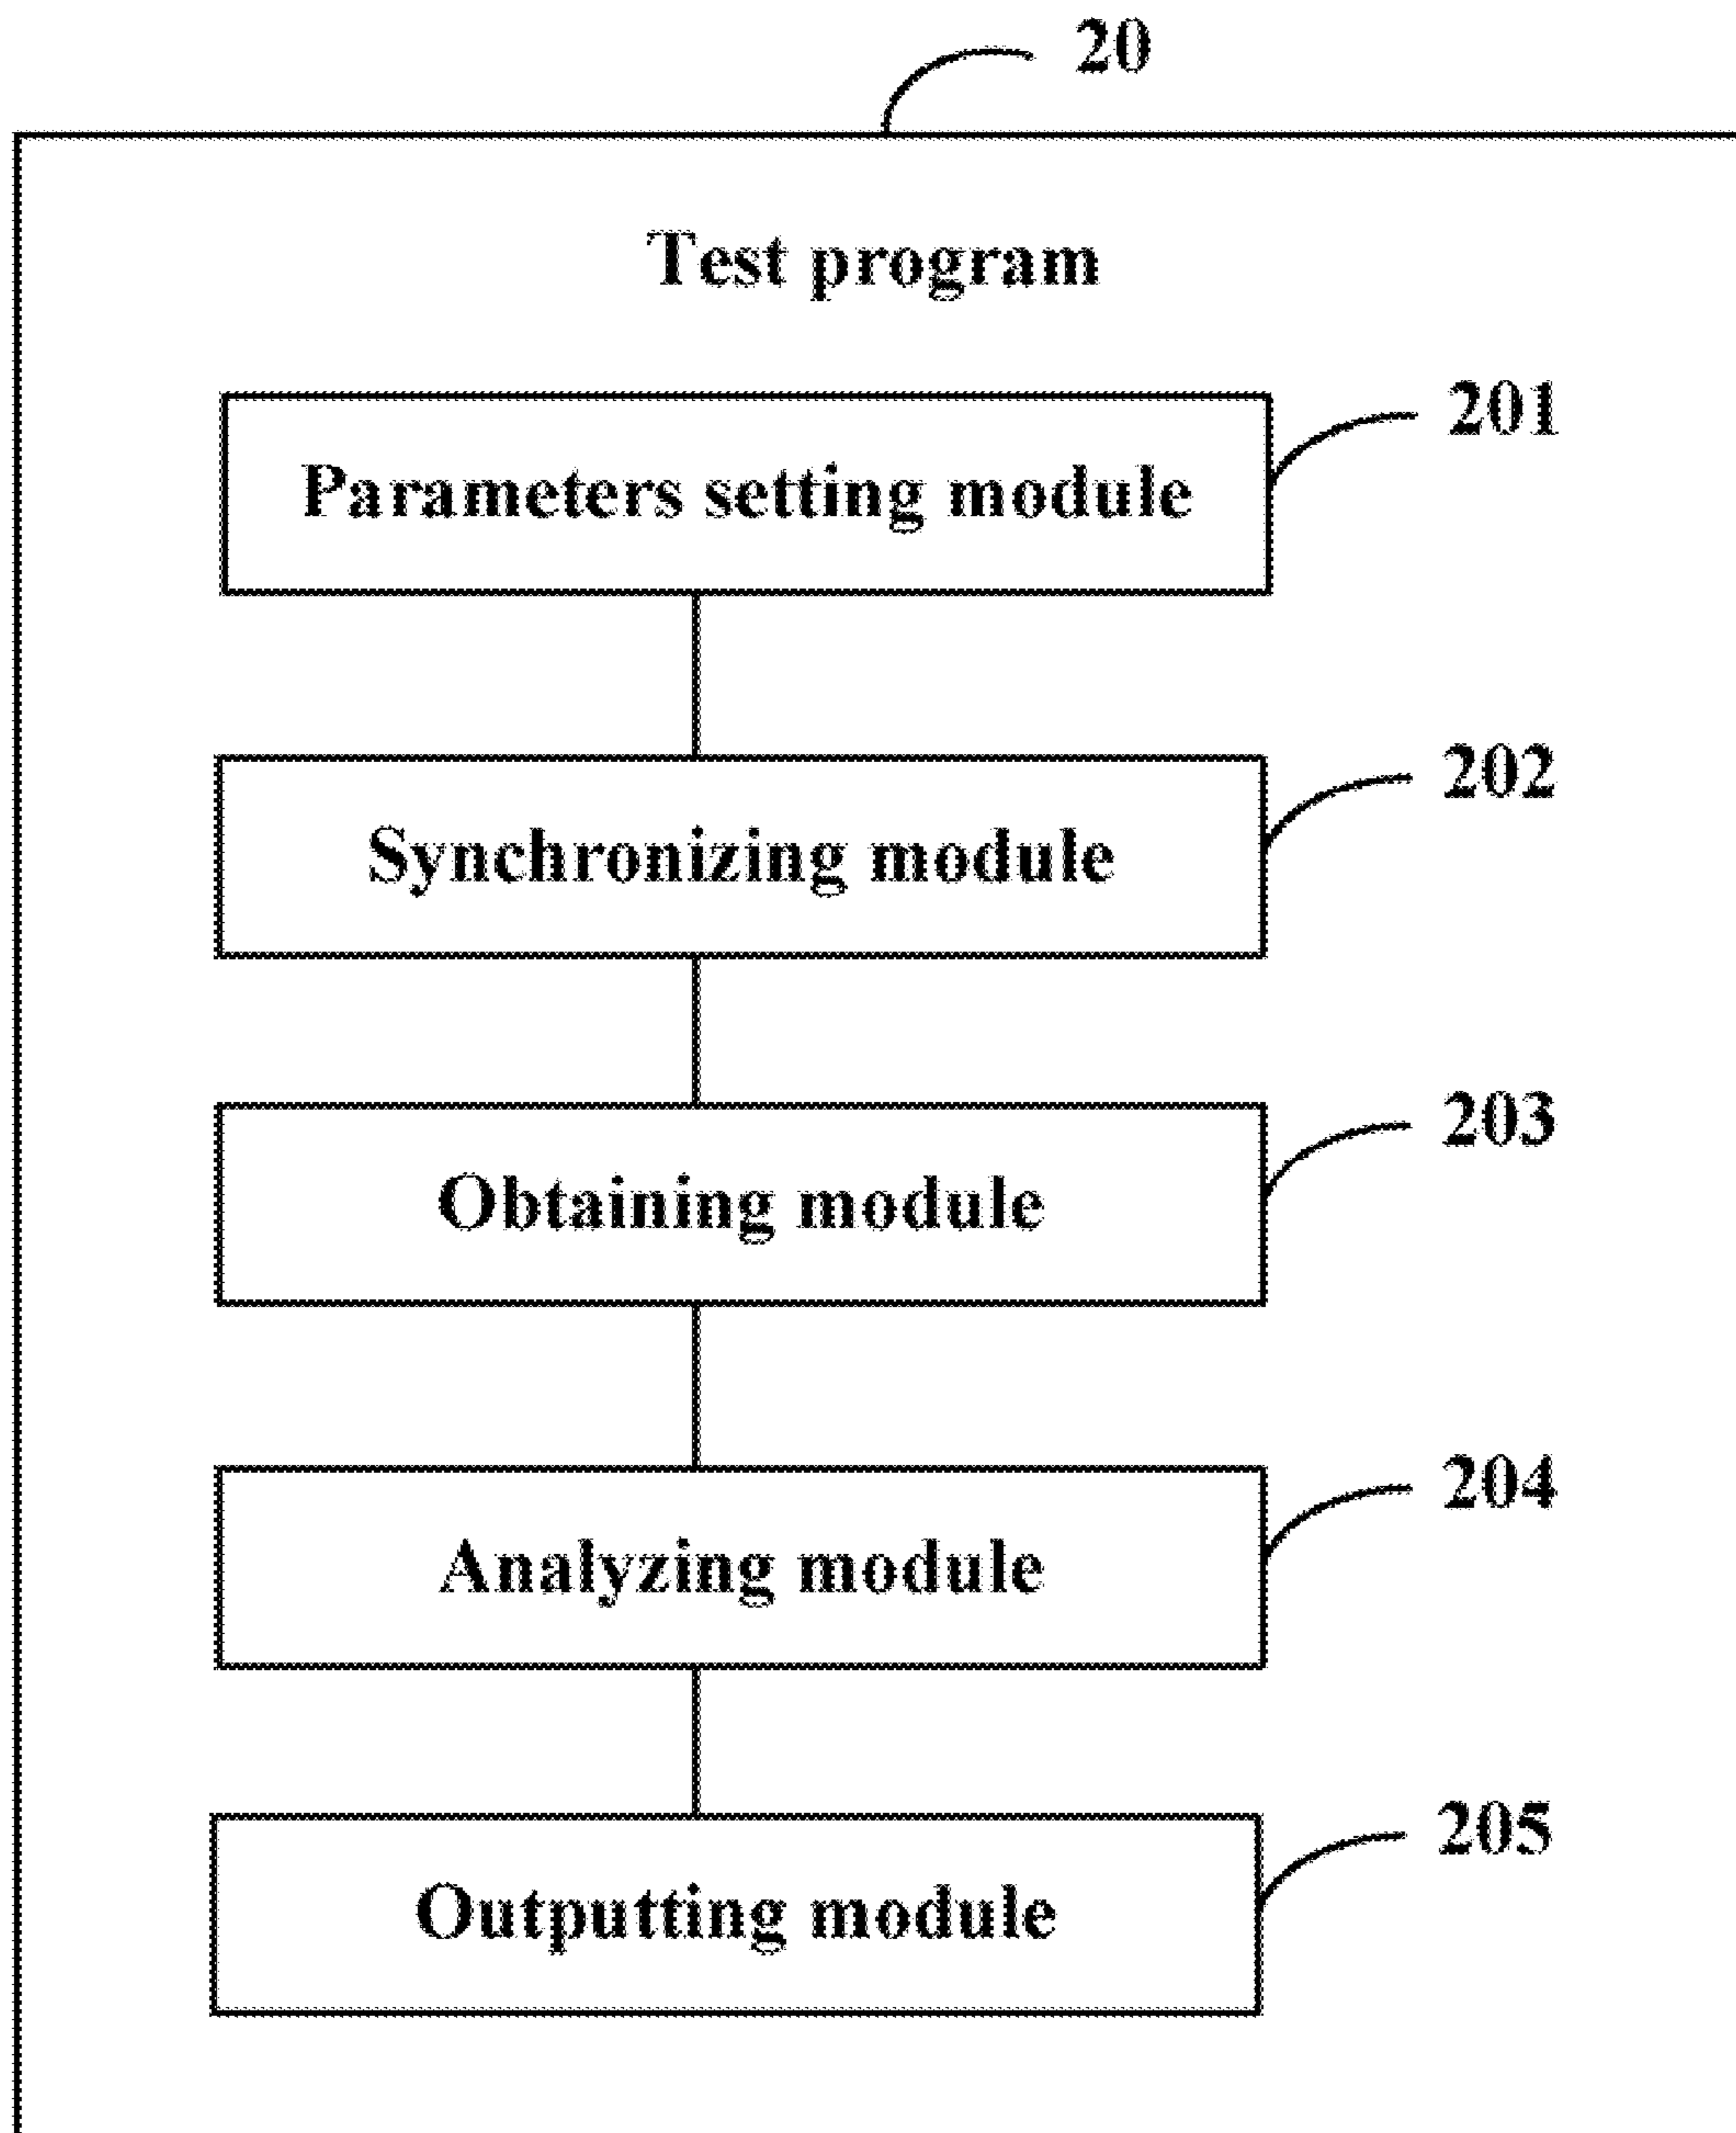 20
Test program
201
Parameters setting module
202
Synchronizing module
203
Obtaining module
204
Analyzing module
205
Outputting module